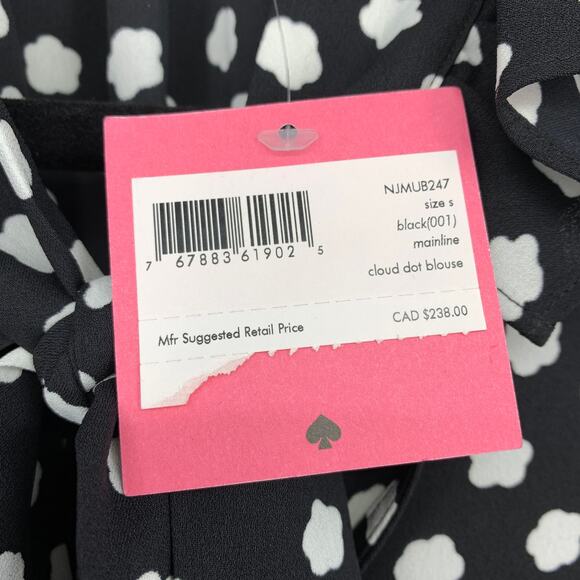 NJMUB247
size s
black(001)
mainline
cloud dot blouse
7 67883 61902 5
Mfr Suggested Retail Price CAD $238.00